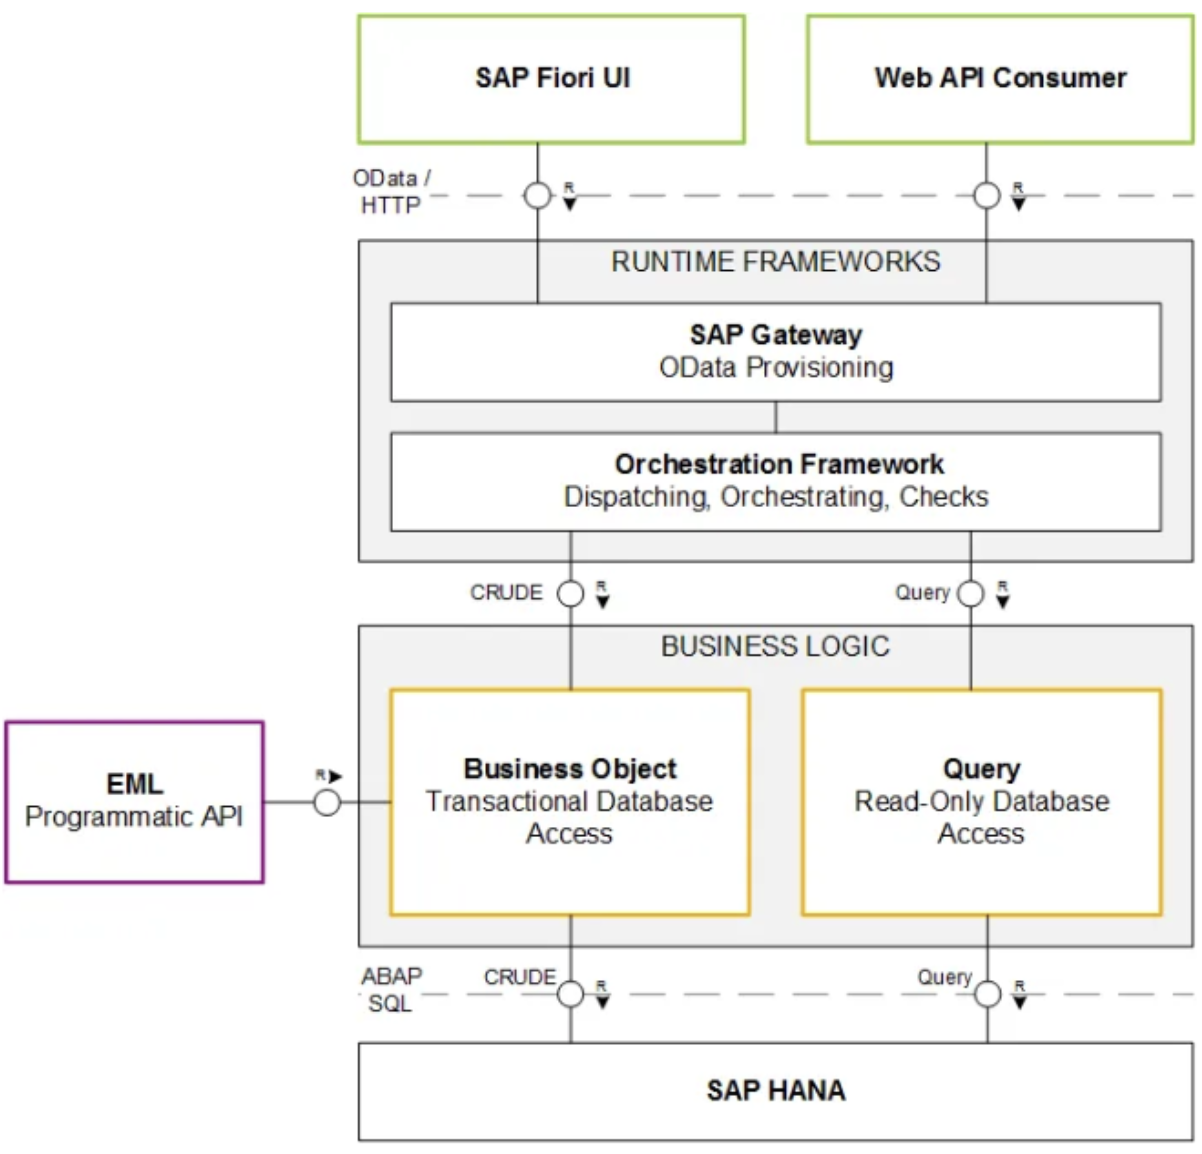 SAP Fiori UI
Web API Consumer
OData /
HTTP
R
R
RUNTIME FRAMEWORKS
SAP Gateway
OData Provisioning
Orchestration Framework
Dispatching, Orchestrating, Checks
CRUDE
R
Query
R
BUSINESS LOGIC
EML
Programmatic API
R
Business Object
Transactional Database
Access
Query
Read-Only Database
Access
ABAP
SQL
CRUDE
R
Query
R
SAP HANA